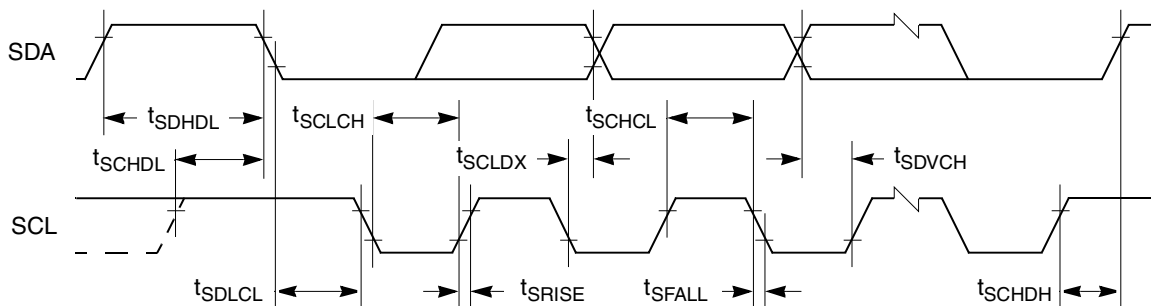 SDA
tSDHDL
tSCLCH
tSCHCL
tSCHDL
tSCLDX
tSDVCH
SCL
tSDLCL
tSRISE
tSFALL
tSCHDH